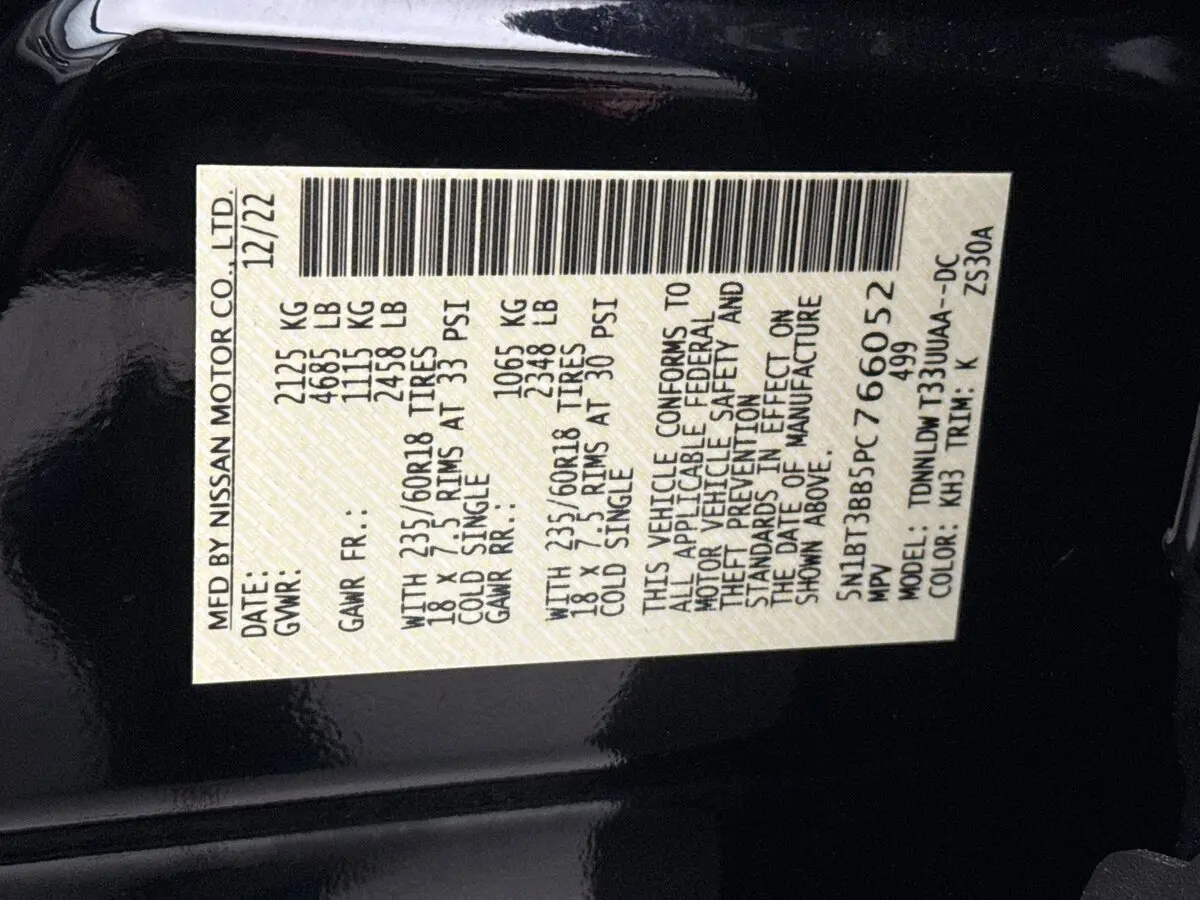 MFD BY NISSAN MOTOR CO., LTD.
DATE: 12/22
GVWR: 2125 KG
4685 LB
GAWR FR.: 1115 KG
2458 LB
WITH 235/60R18 TIRES
18 X 7.5 RIMS AT 33 PSI
COLD SINGLE
GAWR RR.: 1065 KG
2348 LB
WITH 235/60R18 TIRES
18 X 7.5 RIMS AT 30 PSI
COLD SINGLE
THIS VEHICLE CONFORMS TO
ALL APPLICABLE FEDERAL
MOTOR VEHICLE SAFETY AND
THEFT PREVENTION
STANDARDS IN EFFECT ON
THE DATE OF MANUFACTURE
SHOWN ABOVE.
5N1BT3BB5PC766052
MPV 499
MODEL: TDNNLDWT33UUAA--DC
COLOR: KH3 TRIM: K ZS30A